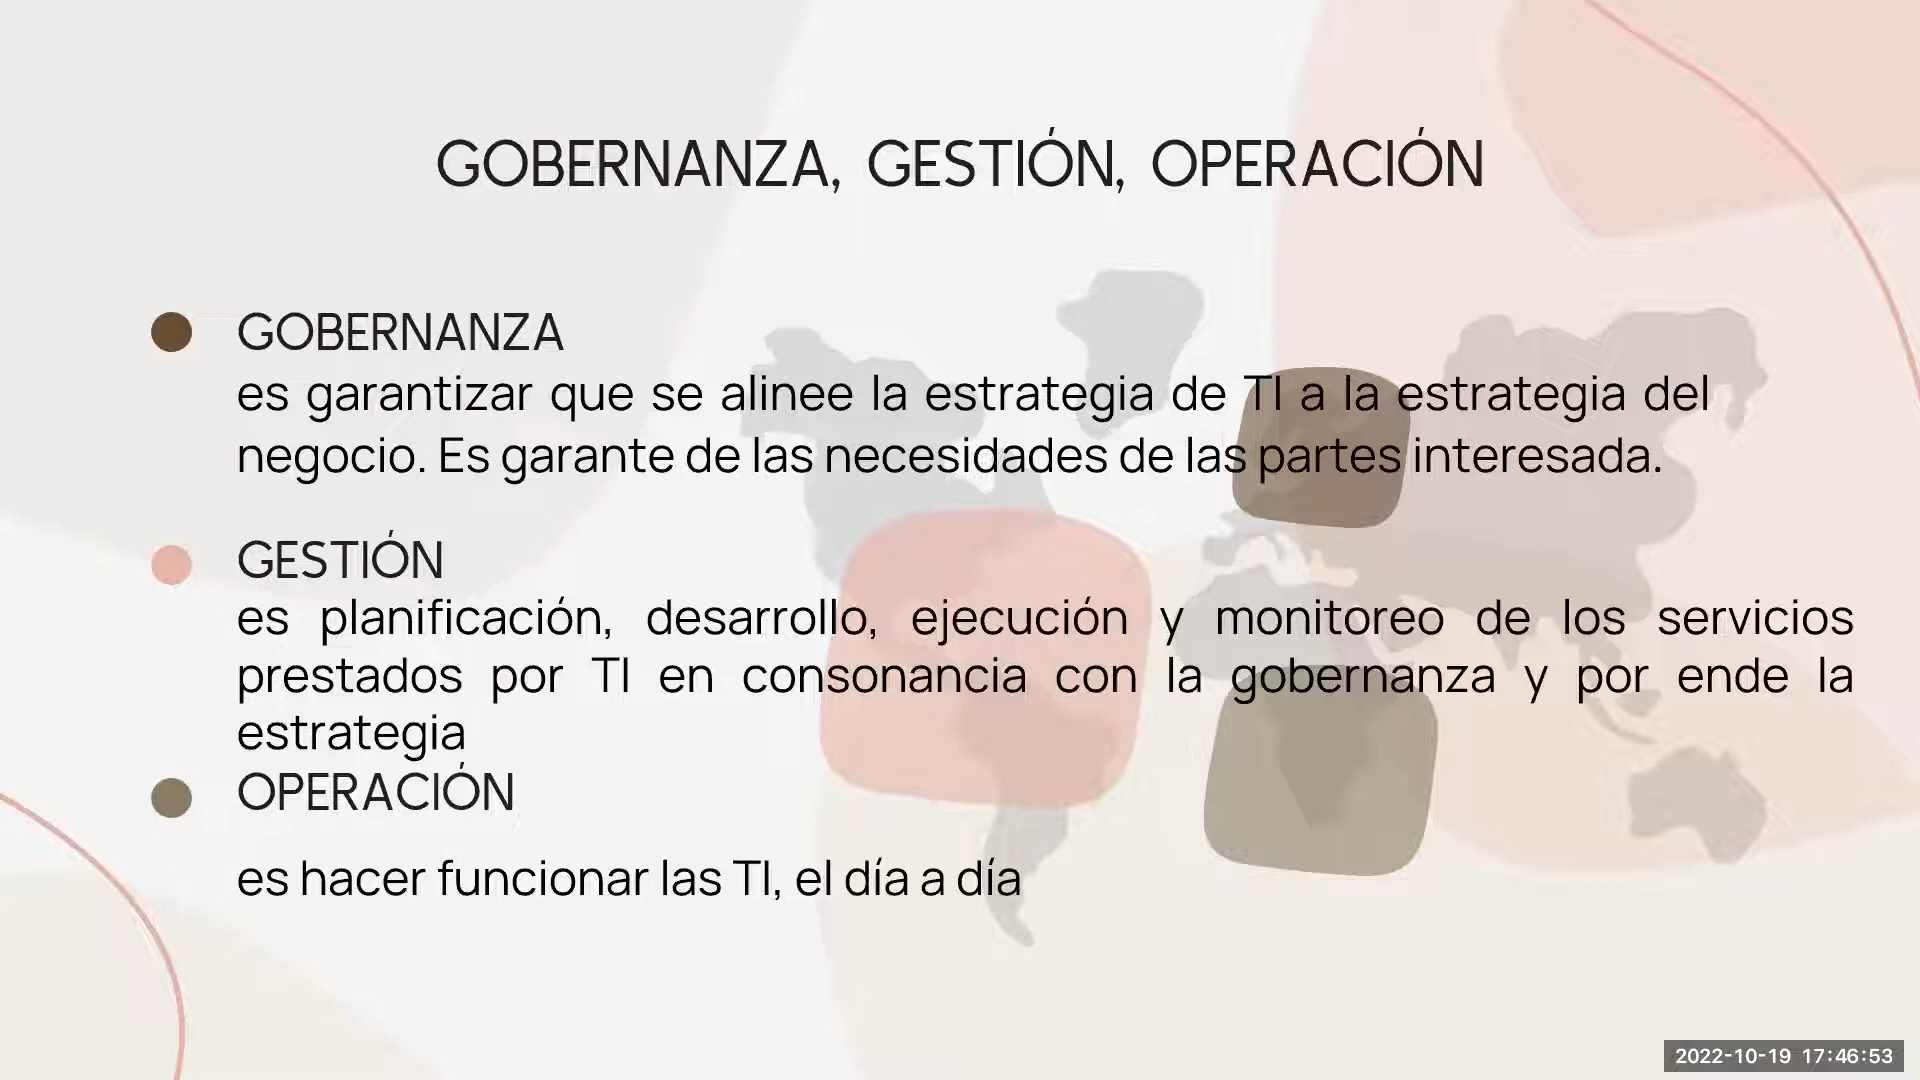 GOBERNANZA, GESTIÓN, OPERACIÓN
GOBERNANZA
es garantizar que se alinee la estrategia de TI a la estrategia del
negocio. Es garante de las necesidades de las partes interesada.
GESTIÓN
es planificación, desarrollo, ejecución y monitoreo de los servicios
prestados por TI en consonancia con la gobernanza y por ende la
estrategia
OPERACIÓN
es hacer funcionar las TI, el día a día
2022-10-19 17:46:53